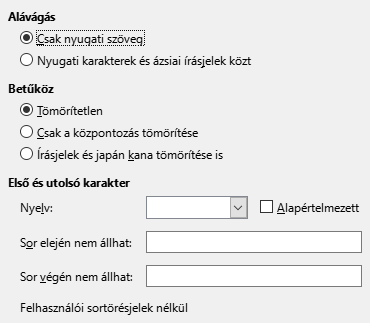 Alávágás
Csak nyugati szöveg
Nyugati karakterek és ázsiai írásjelek közt
Betűköz
Tömörítetlen
Csak a központozás tömörítése
Írásjelek és japán kana tömörítése is
Első és utolsó karakter
Nyelv: Alapértelmezett
Sor elején nem állhat:
Sor végén nem állhat:
Felhasználói sortörésjelek nélkül